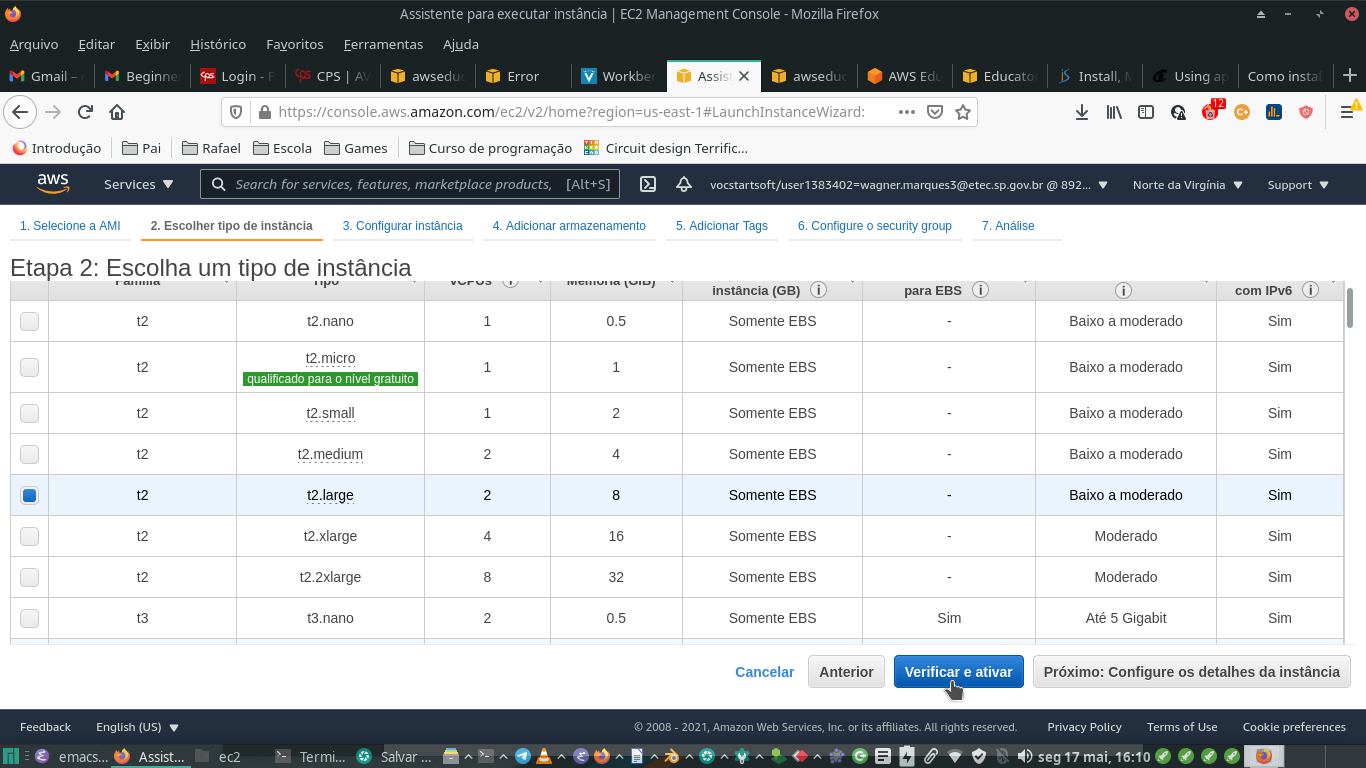 Assistente para executar instância | EC2 Management Console - Mozilla Firefox
Arquivo Editar Exibir Histórico Favoritos Ferramentas Ajuda
Gmail – Beginne Login - P CPS | AV awseduc Error Workbe Assis awseduc AWS Edu Educato Install, M Using ap Como insta
https://console.aws.amazon.com/ec2/v2/home?region=us-east-1#LaunchInstanceWizard: ••• 12
Introdução Pai Rafael Escola Games Curso de programação Circuit design Terrific…
aws Services Search for services, features, marketplace products, [Alt+S] vocstartsoft/user1383402=wagner.marques3@etec.sp.gov.br @ 892... Norte da Virgínia Support
1. Selecione a AMI 2. Escolher tipo de instância 3. Configurar instância 4. Adicionar armazenamento 5. Adicionar Tags 6. Configure o security group 7. Análise
Etapa 2: Escolha um tipo de instância
Família Tipo vCPUs Memória (GiB)
instância (GB) para EBS com IPv6
t2 t2.nano 1 0.5 Somente EBS - Baixo a moderado Sim
t2 t2.micro 1 1 Somente EBS - Baixo a moderado Sim
qualificado para o nível gratuito
t2 t2.small 1 2 Somente EBS - Baixo a moderado Sim
t2 t2.medium 2 4 Somente EBS - Baixo a moderado Sim
t2 t2.large 2 8 Somente EBS - Baixo a moderado Sim
t2 t2.xlarge 4 16 Somente EBS - Moderado Sim
t2 t2.2xlarge 8 32 Somente EBS - Moderado Sim
t3 t3.nano 2 0.5 Somente EBS Sim Até 5 Gigabit Sim
Cancelar Anterior Verificar e ativar Próximo: Configure os detalhes da instância
Feedback English (US) © 2008 - 2021, Amazon Web Services, Inc. or its affiliates. All rights reserved. Privacy Policy Terms of Use Cookie preferences
emacs... Assist... ec2 Termi... Salvar ... seg 17 mai, 16:10